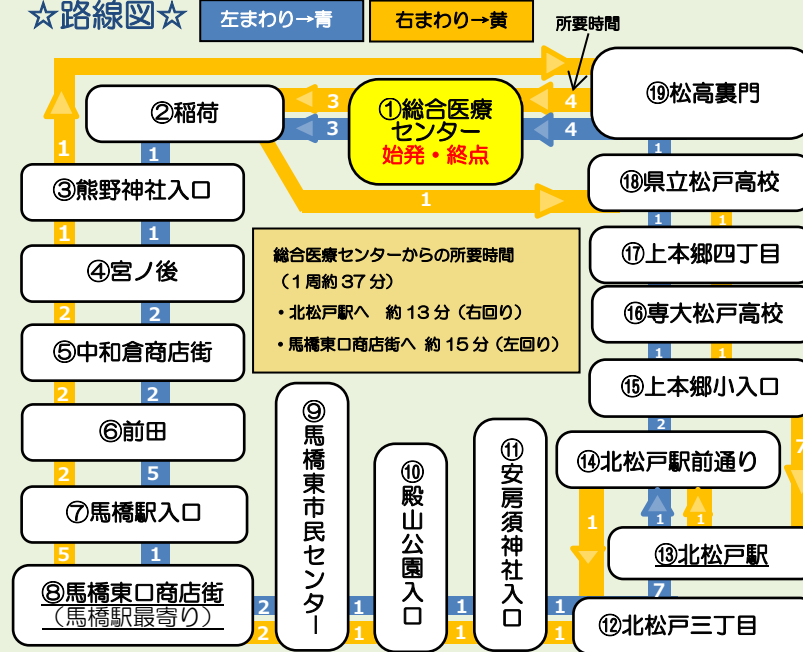 ☆路線図☆
左まわり→青
右まわり→黄
所要時間
3
4
3
4
①総合医療
センター
始発・終点
②稲荷
⑲松高裏門
1
1
1
③熊野神社入口
⑱県立松戸高校
1
1
1
1
1
④宮ノ後
⑰上本郷四丁目
総合医療センターからの所要時間
（１周約37分）
・北松戸駅へ 約13分（右回り）
・馬橋東口商店街へ 約15分（左回り）
2
2
⑯専大松戸高校
⑤中和倉商店街
1
1
2
2
⑮上本郷小入口
⑥前田
2
7
2
5
⑭北松戸駅前通り
⑦馬橋駅入口
1
1
1
5
1
⑬北松戸駅
⑧馬橋東口商店街
（馬橋駅最寄り）
7
⑨馬橋東市民センター
⑩殿山公園入口
⑪安房須神社入口
⑫北松戸三丁目
2
1
1
1
2
1
1
1